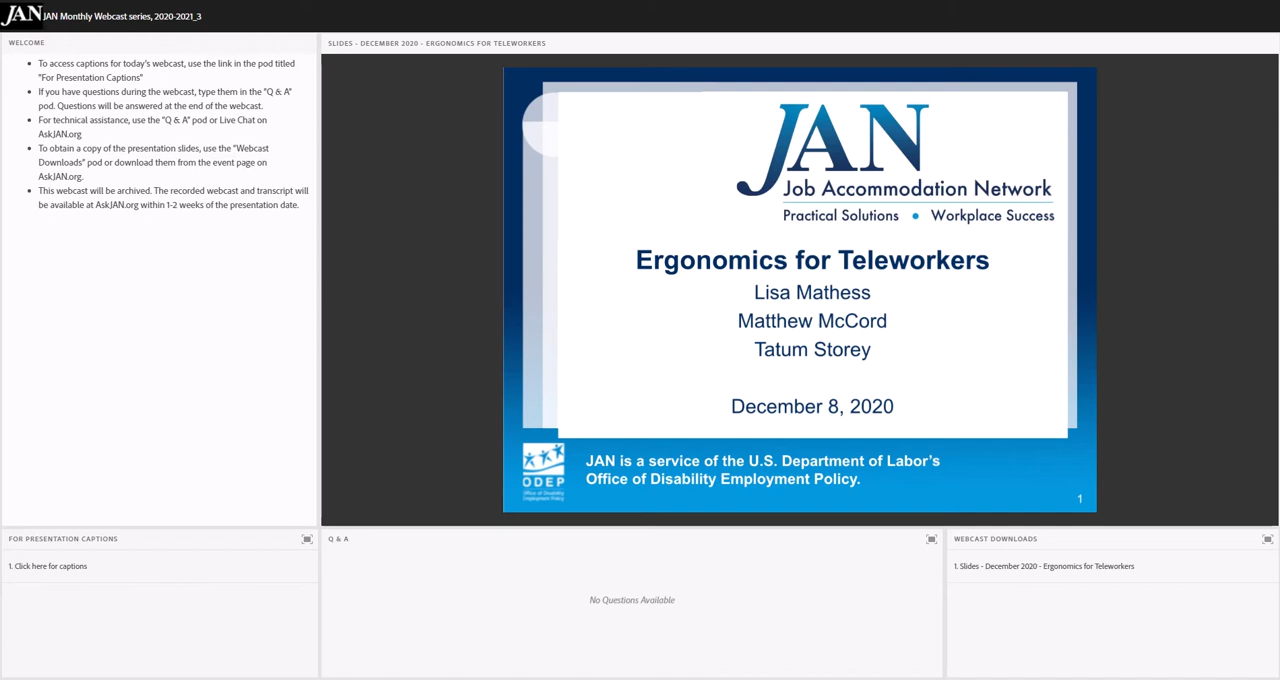 JAN JAN Monthly Webcast series, 2020-2021_3
WELCOME
To access captions for today's webcast, use the link in the pod titled
"For Presentation Captions"
If you have questions during the webcast, type them in the "Q & A"
pod. Questions will be answered at the end of the webcast.
For technical assistance, use the "Q & A" pod or Live Chat on
AskJAN.org
To obtain a copy of the presentation slides, use the "Webcast
Downloads" pod or download them from the event page on
AskJAN.org.
This webcast will be archived. The recorded webcast and transcript will
be available at AskJAN.org within 1-2 weeks of the presentation date.
SLIDES - DECEMBER 2020 - ERGONOMICS FOR TELEWORKERS
JAN
Job Accommodation Network
Practical Solutions • Workplace Success
Ergonomics for Teleworkers
Lisa Mathess
Matthew McCord
Tatum Storey
December 8, 2020
ODEP
Office of Disability
Employment Policy
JAN is a service of the U.S. Department of Labor's
Office of Disability Employment Policy.
1
FOR PRESENTATION CAPTIONS
1. Click here for captions
Q & A
No Questions Available
WEBCAST DOWNLOADS
1. Slides - December 2020 - Ergonomics for Teleworkers